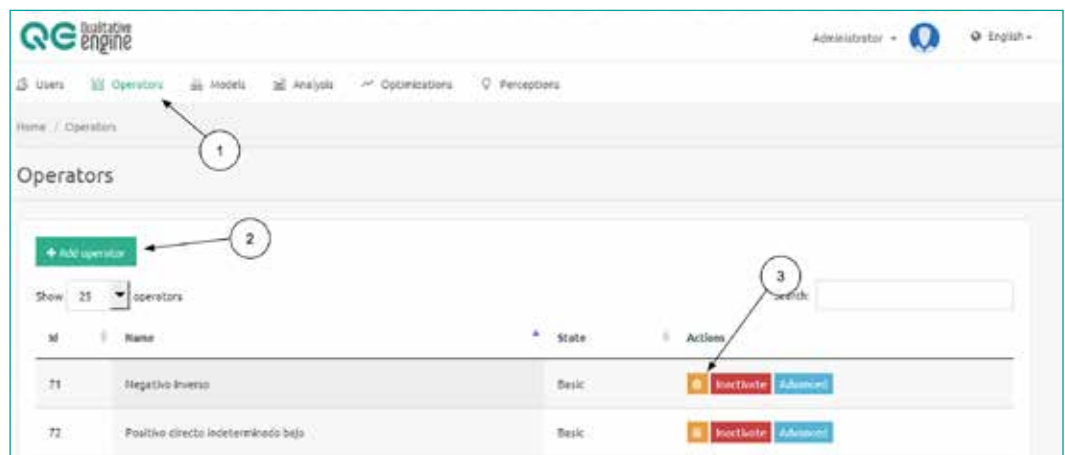 QE Qualitative engine
Administrator
English
Users Operators Models Analysis Optimizations Perceptions
Home / Operators
1
Operators
2
+ Add operator
3
Show 25 operators Search:
Id Name State Actions
71 Negativo Inverso Basic Inactivate Advanced
72 Positivo directo indeterminado bajo Basic Inactivate Advanced